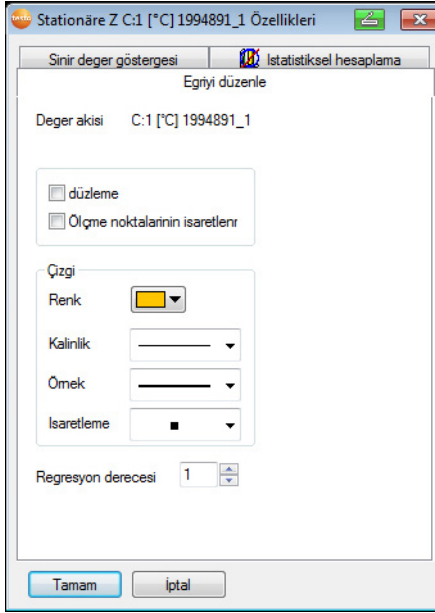 testo Stationäre Z C:1 [°C] 1994891_1 Özellikleri
Sinir deger göstergesi Istatistiksel hesaplama
Egriyi düzenle
Deger akisi C:1 [°C] 1994891_1
düzleme
Ölçme noktalarinin isaretlenr
Çizgi
Renk
Kalinlik
Örnek
Isaretleme
Regresyon derecesi 1
Tamam İptal